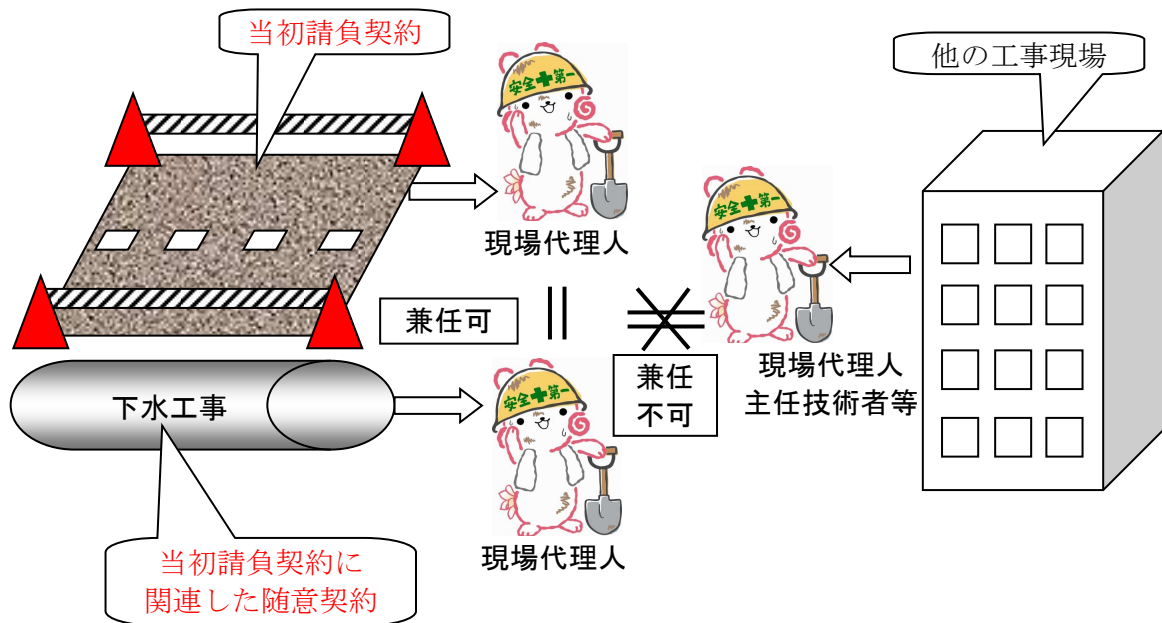 当初請負契約
他の工事現場
安全第一
現場代理人
安全第一
兼任可
兼任
不可
現場代理人
主任技術者等
下水工事
安全第一
現場代理人
当初請負契約に
関連した随意契約